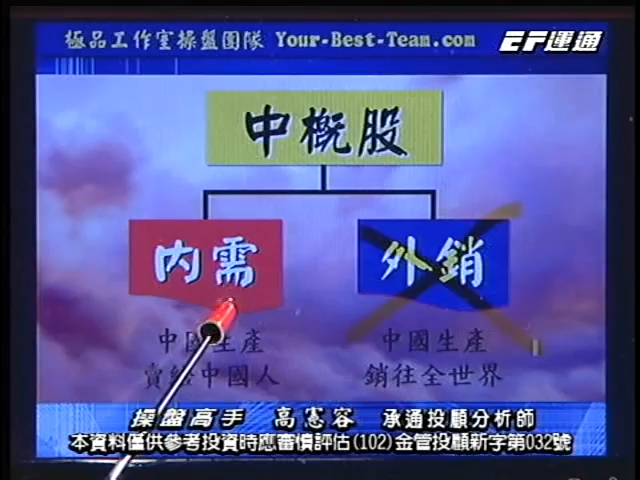 極品工作室操盤團隊 Your-Best-Team.com
EF運通
中概股
內需
外銷
中國生產
賣給中國人
中國生產
銷往全世界
操盤高手 高憲容 承通投顧分析師
本資料僅供參考投資時應審慎評估(102)金管投顧新字第032號